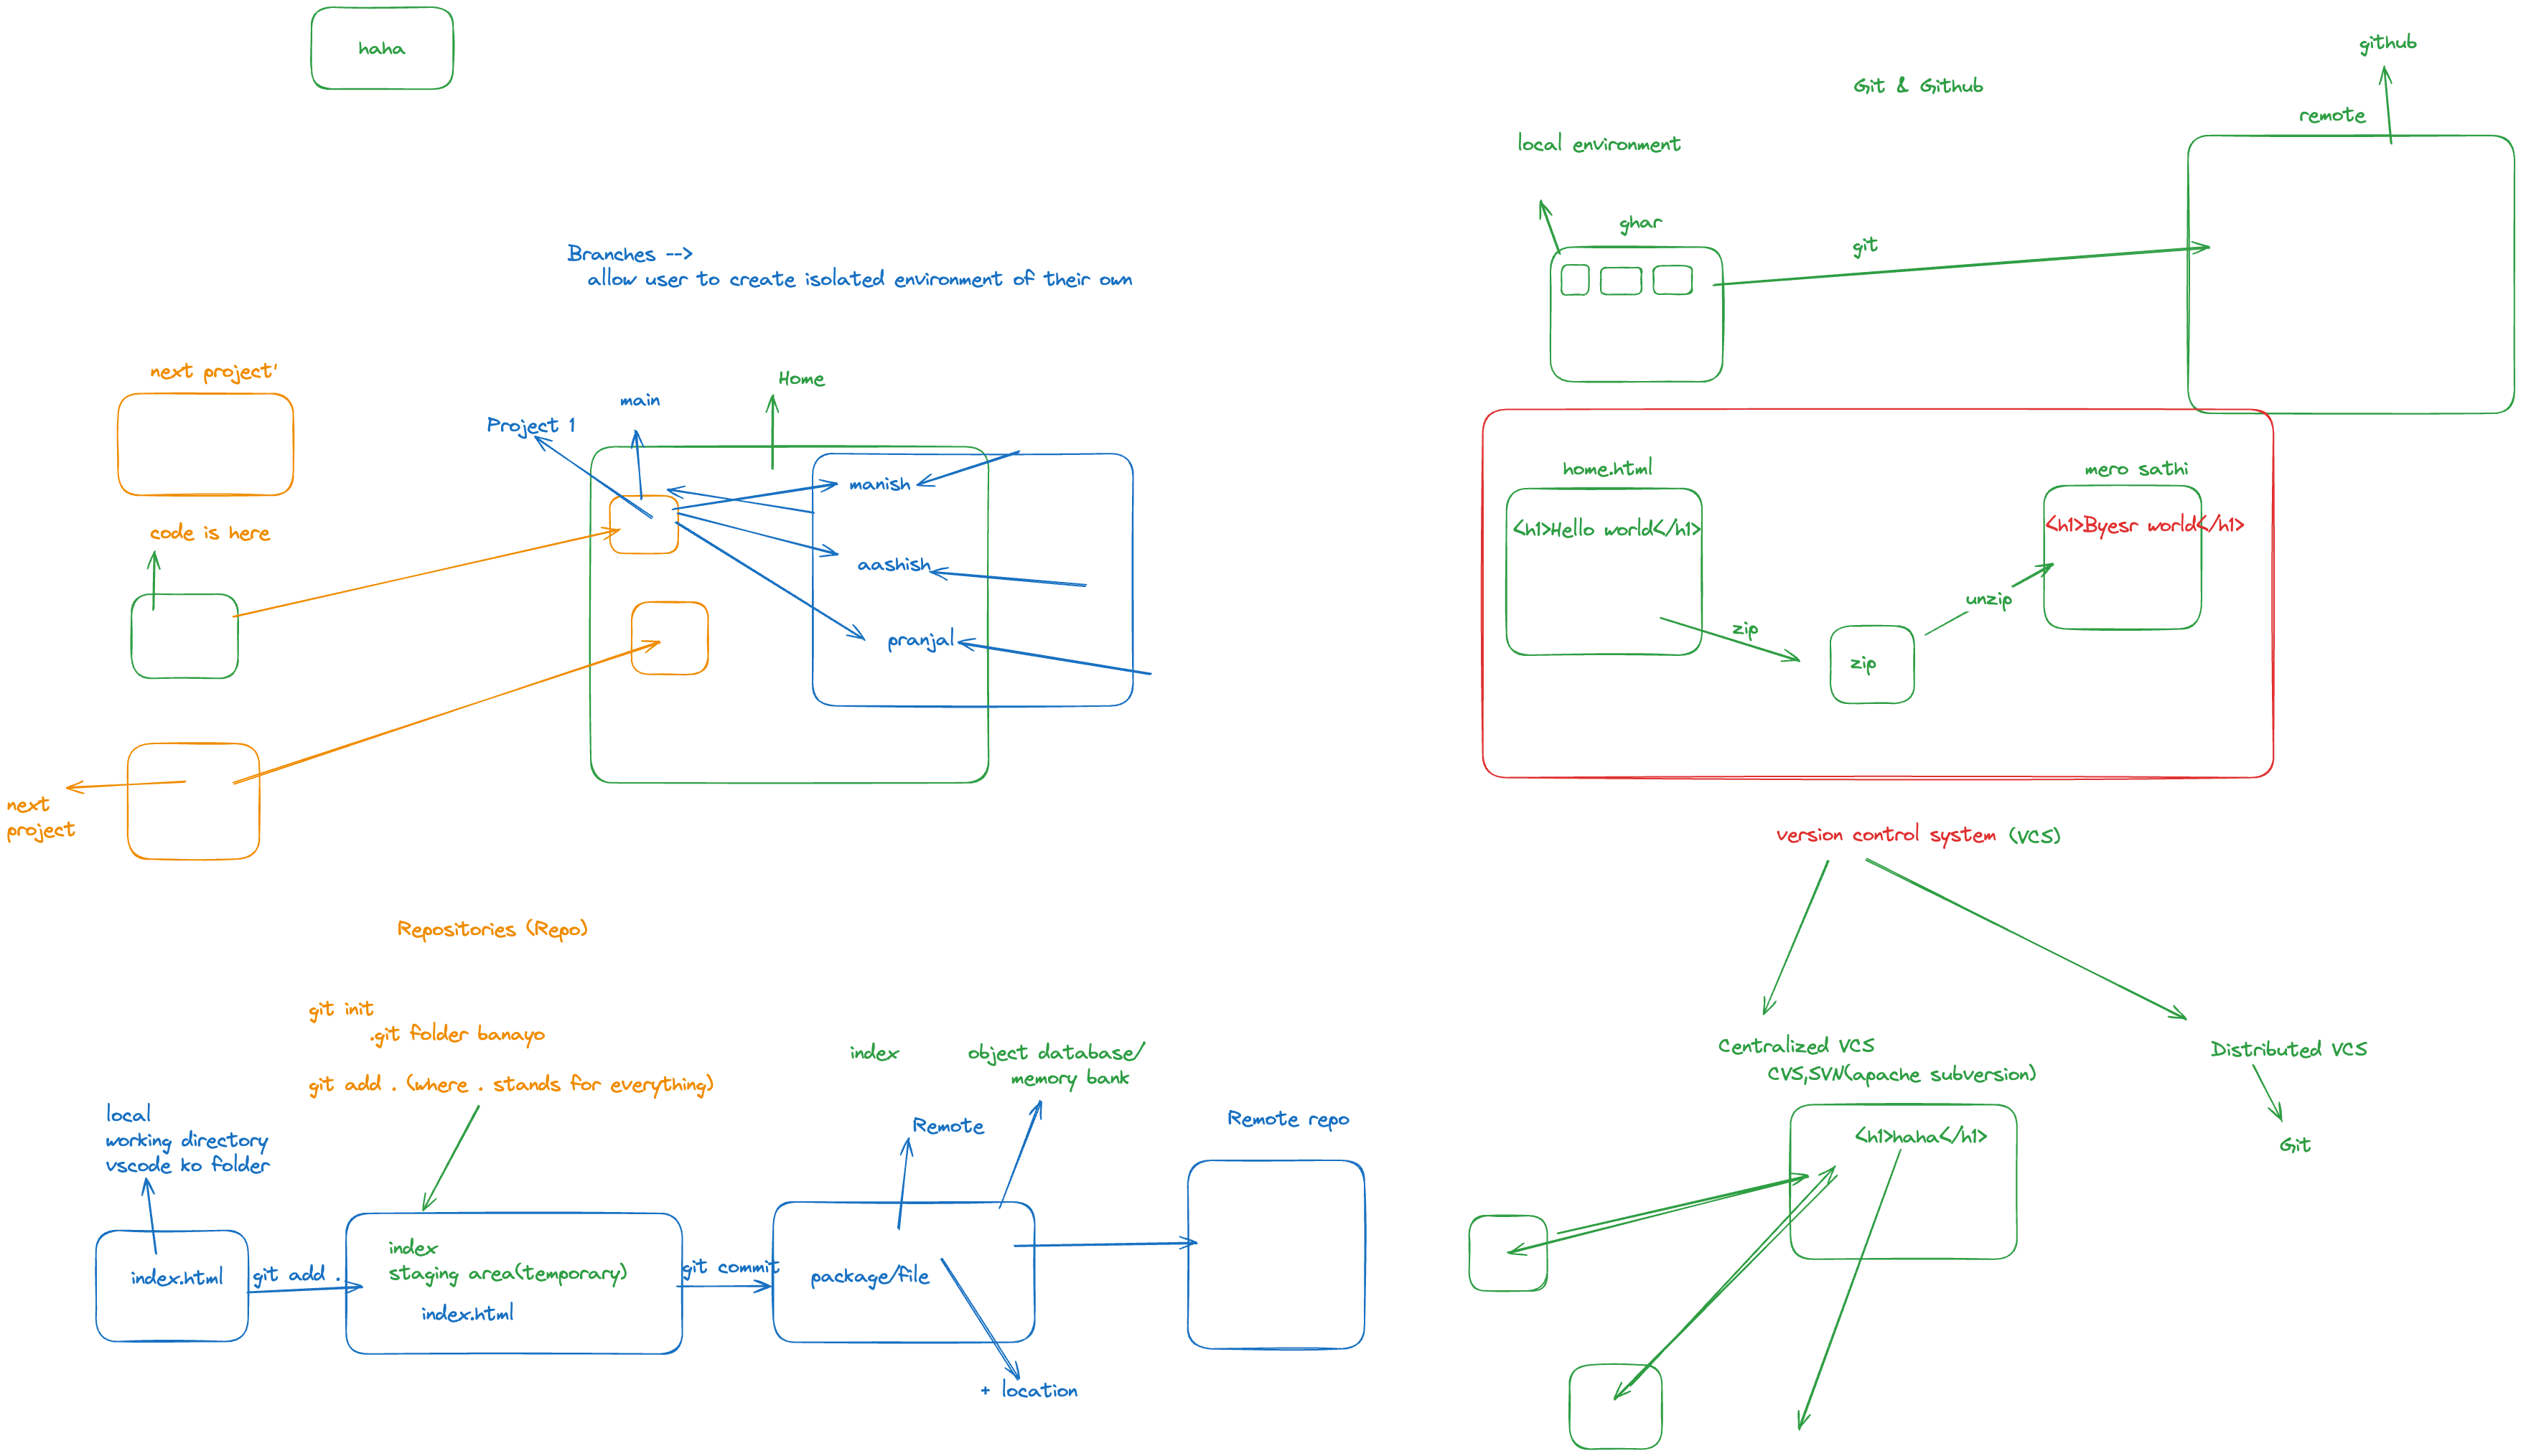 haha
Branches -->
allow user to create isolated environment of their own
next project'
code is here
next
project
Project 1
main
Home
manish
aashish
pranjal
Repositories (Repo)
git init
.git folder banayo
git add . (where . stands for everything)
local
working directory
vscode ko folder
index.html
git add .
index
staging area(temporary)
index.html
git commit
index
object database/
memory bank
Remote
package/file
+ location
Remote repo
Git & Github
github
remote
local environment
ghar
git
home.html
<h1>Hello world</h1>
zip
zip
unzip
mero sathi
<h1>Byesr world</h1>
version control system (VCS)
Centralized VCS
CVS,SVN(apache subversion)
<h1>haha</h1>
Distributed VCS
Git